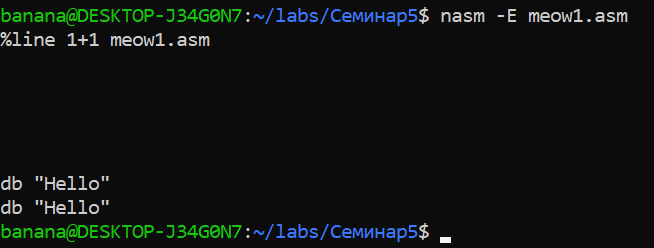 banana@DESKTOP-J34G0N7:~/labs/Семинар5$ nasm -E meow1.asm
%line 1+1 meow1.asm
db "Hello"
db "Hello"
banana@DESKTOP-J34G0N7:~/labs/Семинар5$